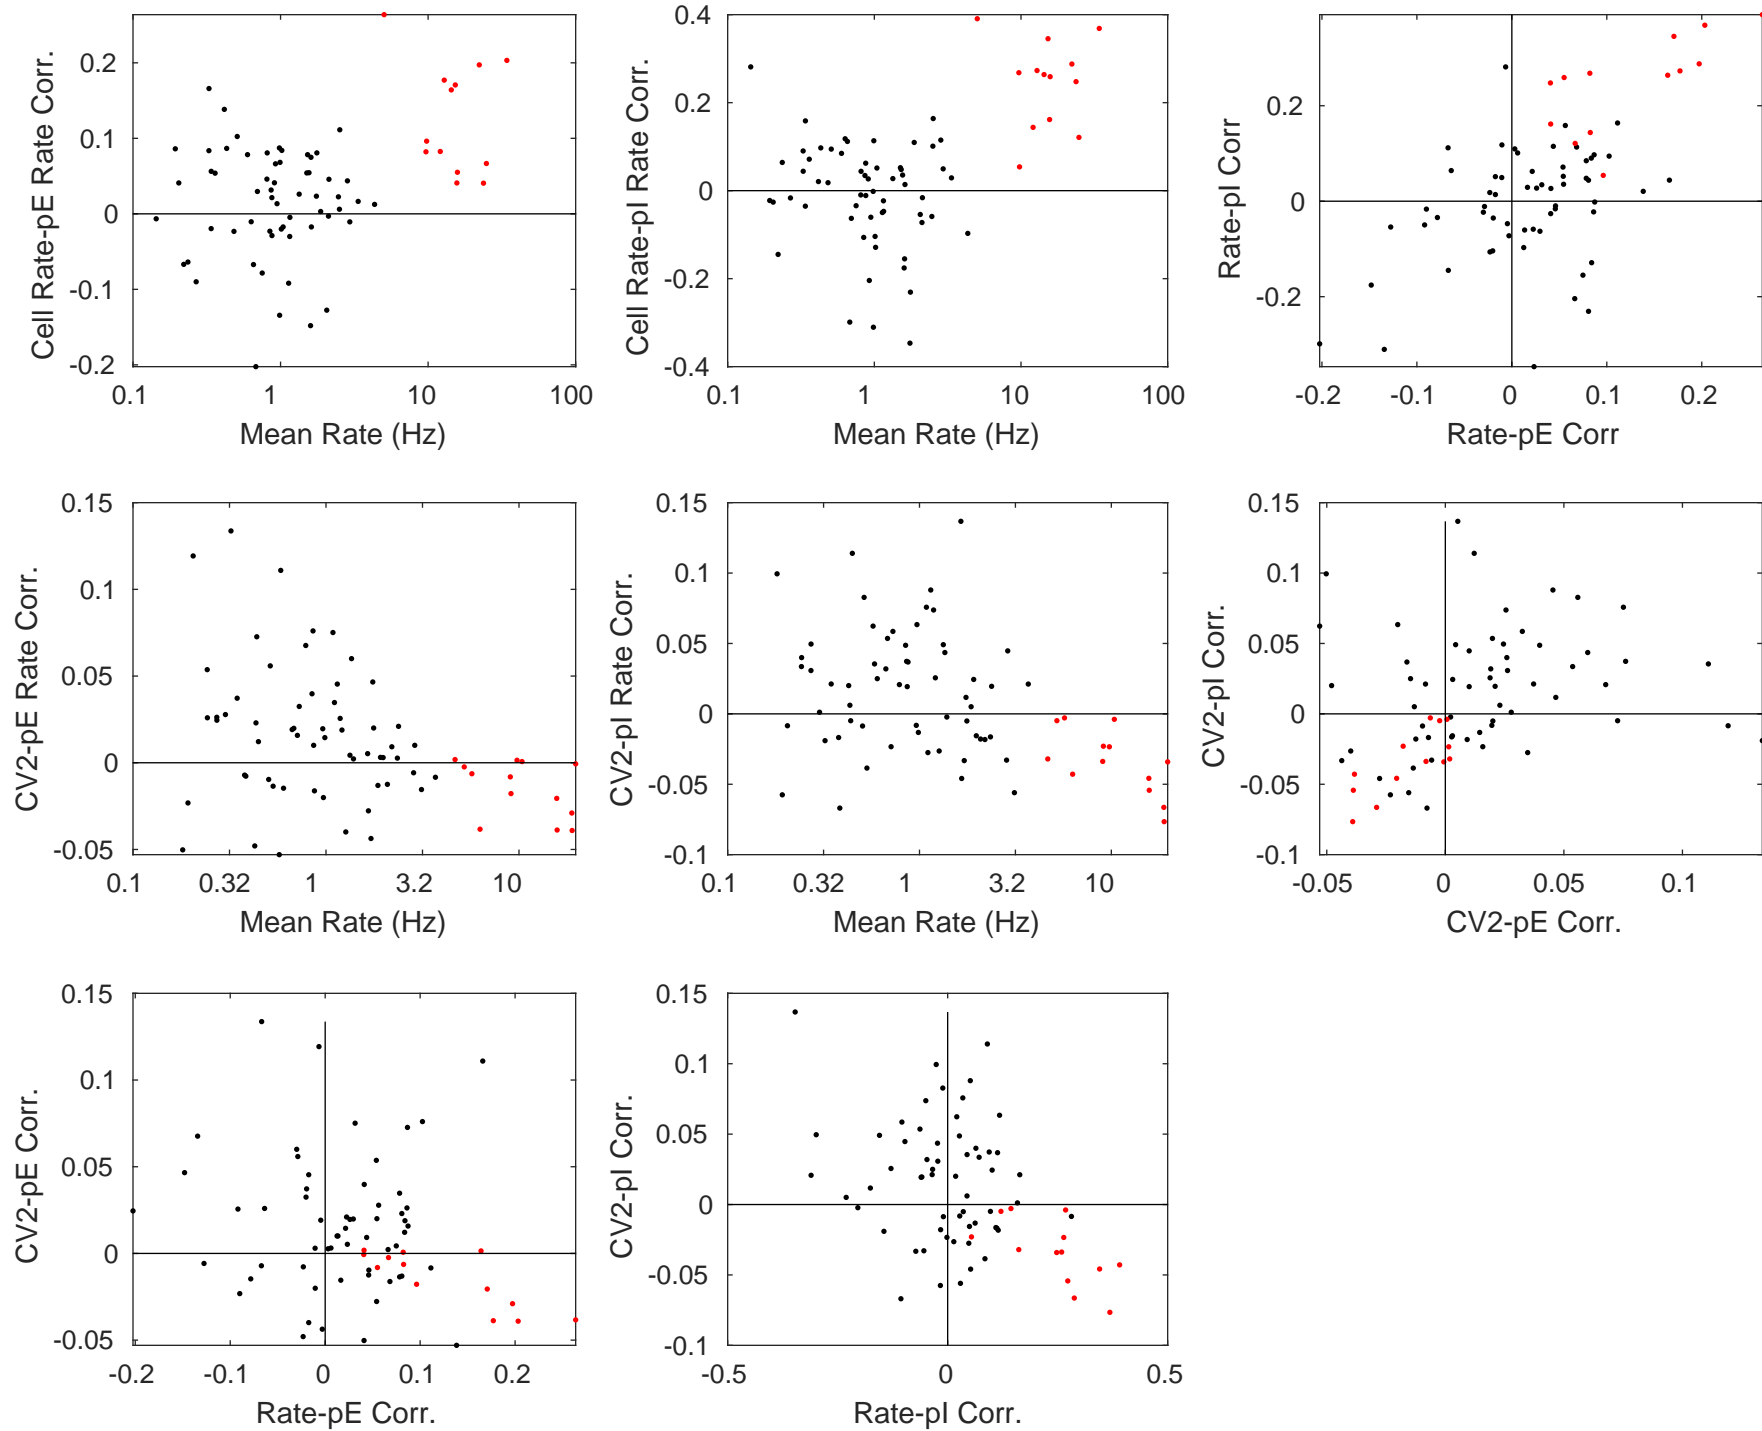 Cell Rate-pE Rate Corr.
0.2
0.1
0
-0.1
-0.2
0.1 1 10 100
Mean Rate (Hz)
Cell Rate-pI Rate Corr.
0.4
0.2
0
-0.2
-0.4
0.1 1 10 100
Mean Rate (Hz)
Rate-pI Corr
0.2
0
-0.2
-0.2 -0.1 0 0.1 0.2
Rate-pE Corr
CV2-pE Rate Corr.
0.15
0.1
0.05
0
-0.05
0.1 0.32 1 3.2 10
Mean Rate (Hz)
CV2-pI Rate Corr.
0.15
0.1
0.05
0
-0.05
-0.1
0.1 0.32 1 3.2 10
Mean Rate (Hz)
CV2-pI Corr.
0.15
0.1
0.05
0
-0.05
-0.1
-0.05 0 0.05 0.1
CV2-pE Corr.
CV2-pE Corr.
0.15
0.1
0.05
0
-0.05
-0.2 -0.1 0 0.1 0.2
Rate-pE Corr.
CV2-pI Corr.
0.15
0.1
0.05
0
-0.05
-0.1
-0.5 0 0.5
Rate-pI Corr.